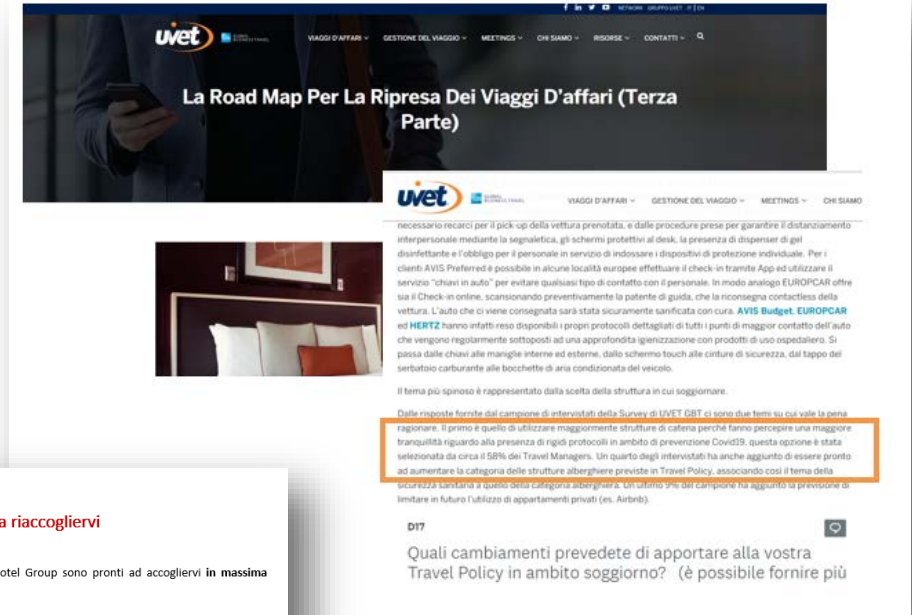 NETWORK GRUPPO UVET IT | EN
uvet GLOBAL BUSINESS TRAVEL VIAGGI D'AFFARI GESTIONE DEL VIAGGIO MEETINGS CHI SIAMO RISORSE CONTATTI
La Road Map Per La Ripresa Dei Viaggi D'affari (Terza
Parte)
uvet GLOBAL BUSINESS TRAVEL VIAGGI D'AFFARI GESTIONE DEL VIAGGIO MEETINGS CHI SIAMO
necessario recarci per il pick-up della vettura prenotata, e dalle procedure prese per garantire il distanziamento
interpersonale mediante la segnaletica, gli schermi protettivi al desk, la presenza di dispenser di gel
disinfettante e l'obbligo per il personale in servizio di indossare i dispositivi di protezione individuale. Per i
clienti AVIS Preferred è possibile in alcune località europee effettuare il check-in tramite App ed utilizzare il
servizio "chiavi in auto" per evitare qualsiasi tipo di contatto con il personale. In modo analogo EUROPCAR offre
sia il Check-in online, scansionando preventivamente la patente di guida, che la riconsegna contactless della
vettura. L'auto che ci viene consegnata sarà stata sicuramente sanificata con cura. AVIS Budget, EUROPCAR
ed HERTZ hanno infatti reso disponibili i propri protocolli dettagliati di tutti i punti di maggior contatto dell'auto
che vengono regolarmente sottoposti ad una approfondita igienizzazione con prodotti di uso ospedaliero. Si
passa dalle chiavi alle maniglie interne ed esterne, dallo schermo touch alle cinture di sicurezza, dal tappo del
serbatoio carburante alle bocchette di aria condizionata del veicolo.
Il tema più spinoso è rappresentato dalla scelta della struttura in cui soggiornare.
Dalle risposte fornite dal campione di intervistati della Survey di UVET GBT ci sono due temi su cui vale la pena
ragionare. Il primo è quello di utilizzare maggiormente strutture di catena perché fanno percepire una maggiore
tranquillità riguardo alla presenza di rigidi protocolli in ambito di prevenzione Covid19, questa opzione è stata
selezionata da circa il 58% dei Travel Managers. Un quarto degli intervistati ha anche aggiunto di essere pronto
ad aumentare la categoria delle strutture alberghiere previste in Travel Policy, associando così il tema della
sicurezza sanitaria a quello della categoria alberghiera. Un ultimo 9% del campione ha aggiunto la previsione di
limitare in futuro l'utilizzo di appartamenti privati (es. Airbnb).
a riaccogliervi
otel Group sono pronti ad accogliervi in massima
D17
Quali cambiamenti prevedete di apportare alla vostra
Travel Policy in ambito soggiorno? (è possibile fornire più